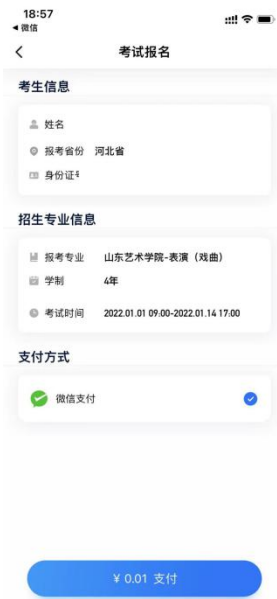 18:57
微信
考试报名
考生信息
姓名
报考省份 河北省
身份证号
招生专业信息
报考专业 山东艺术学院-表演（戏曲）
学制 4年
考试时间 2022.01.01 09:00-2022.01.14 17:00
支付方式
微信支付
¥ 0.01 支付